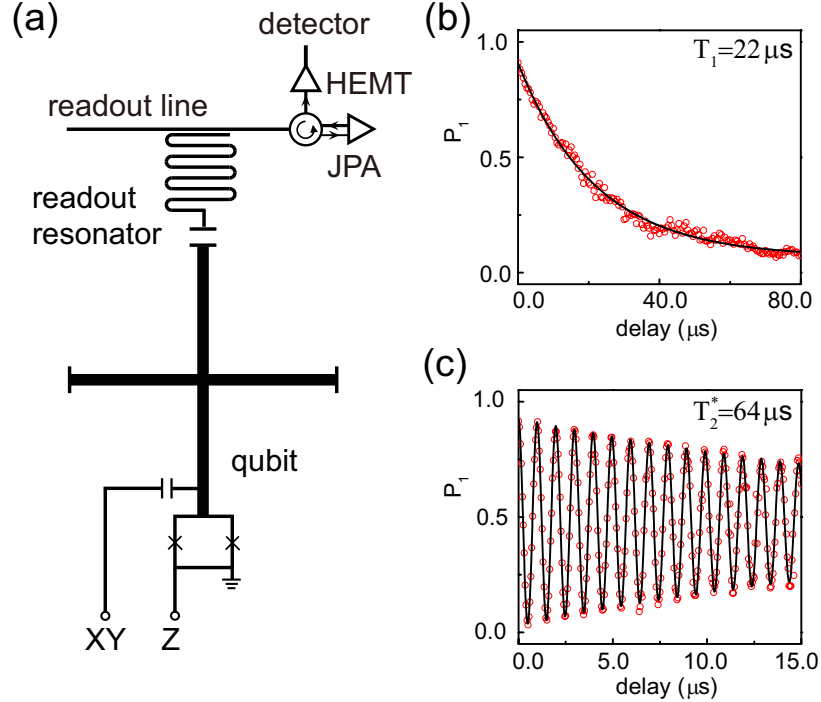 (a)
detector
HEMT
readout line
JPA
readout
resonator
qubit
XY
Z
(b)
T₁=22 μs
1.0
0.5
0.0
P₁
0.0
40.0
80.0
delay (μs)
(c)
T₂*=64 μs
1.0
0.5
0.0
P₁
0.0
5.0
10.0
15.0
delay (μs)